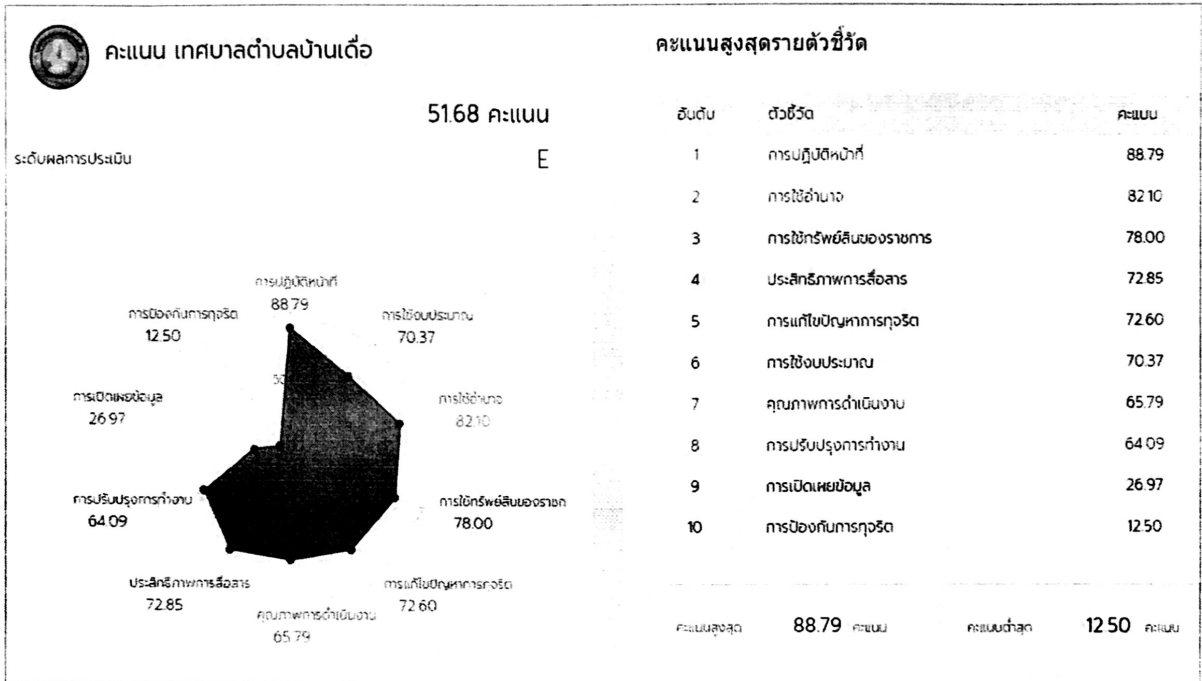 คะแนน เทศบาลตำบลบ้านเดื่อ
51.68 คะแนน
ระดับผลการประเมิน
E
การปฏิบัติหน้าที่
88.79
การป้องกันการทุจริต
12.50
การใช้งบประมาณ
70.37
50
การเปิดเผยข้อมูล
26.97
การใช้อำนาจ
82.10
การปรับปรุงการทำงาน
64.09
การใช้ทรัพย์สินของราชก
78.00
ประสิทธิภาพการสื่อสาร
72.85
การแก้ไขปัญหาการทุจริต
72.60
คุณภาพการดำเนินงาน
65.79
คะแนนสูงสุดรายตัวชี้วัด
อันดับ ตัวชี้วัด คะแนน
1 การปฏิบัติหน้าที่ 88.79
2 การใช้อำนาจ 82.10
3 การใช้ทรัพย์สินของราชการ 78.00
4 ประสิทธิภาพการสื่อสาร 72.85
5 การแก้ไขปัญหาการทุจริต 72.60
6 การใช้งบประมาณ 70.37
7 คุณภาพการดำเนินงาน 65.79
8 การปรับปรุงการทำงาน 64.09
9 การเปิดเผยข้อมูล 26.97
10 การป้องกันการทุจริต 12.50
คะแนนสูงสุด 88.79 คะแนน คะแนนต่ำสุด 12.50 คะแนน